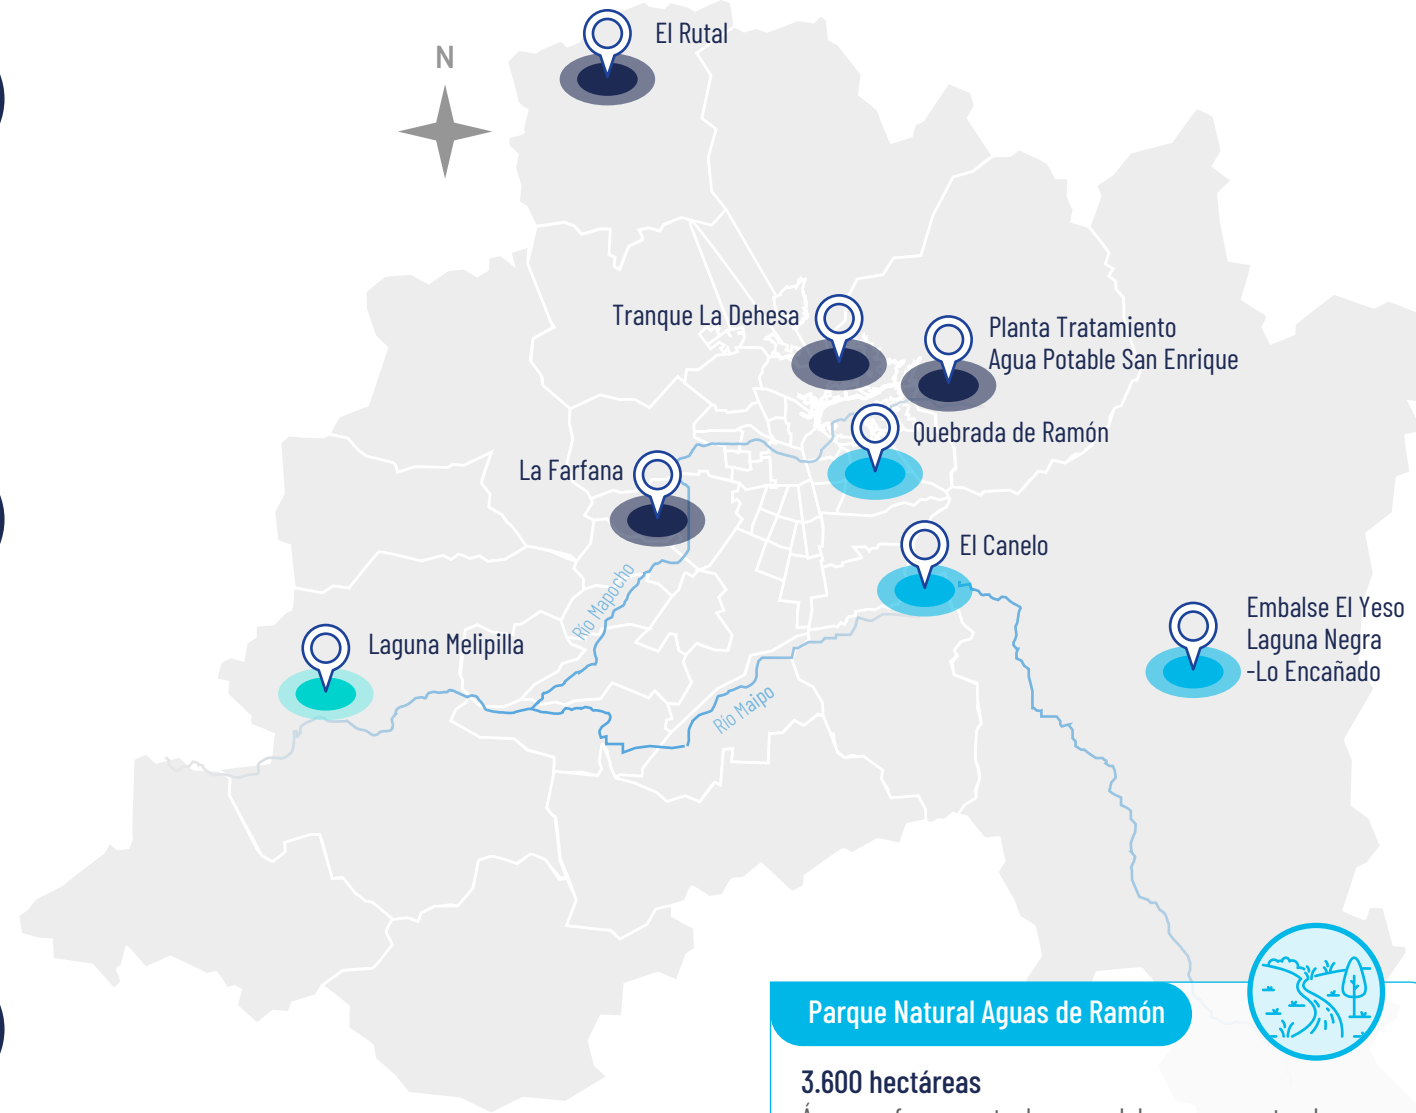 El Rutal
N
Tranque La Dehesa
Planta Tratamiento
Agua Potable San Enrique
Quebrada de Ramón
La Farfana
El Canelo
Río Mapocho
Embalse El Yeso
Laguna Negra
-Lo Encañado
Laguna Melipilla
Río Maipo
Parque Natural Aguas de Ramón
3.600 hectáreas